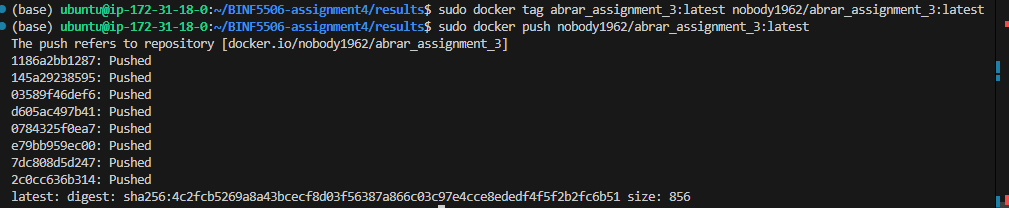 (base) ubuntu@ip-172-31-18-0:~/BINF5506-assignment4/results$ sudo docker tag abrar_assignment_3:latest nobody1962/abrar_assignment_3:latest
(base) ubuntu@ip-172-31-18-0:~/BINF5506-assignment4/results$ sudo docker push nobody1962/abrar_assignment_3:latest
The push refers to repository [docker.io/nobody1962/abrar_assignment_3]
1186a2bb1287: Pushed
145a29238595: Pushed
03589f46def6: Pushed
d605ac497b41: Pushed
0784325f0ea7: Pushed
e79bb959ec00: Pushed
7dc808d5d247: Pushed
2c0cc636b314: Pushed
latest: digest: sha256:4c2fcb5269a8a43bcecf8d03f56387a866c03c97e4cce8ededf4f5f2b2fc6b51 size: 856